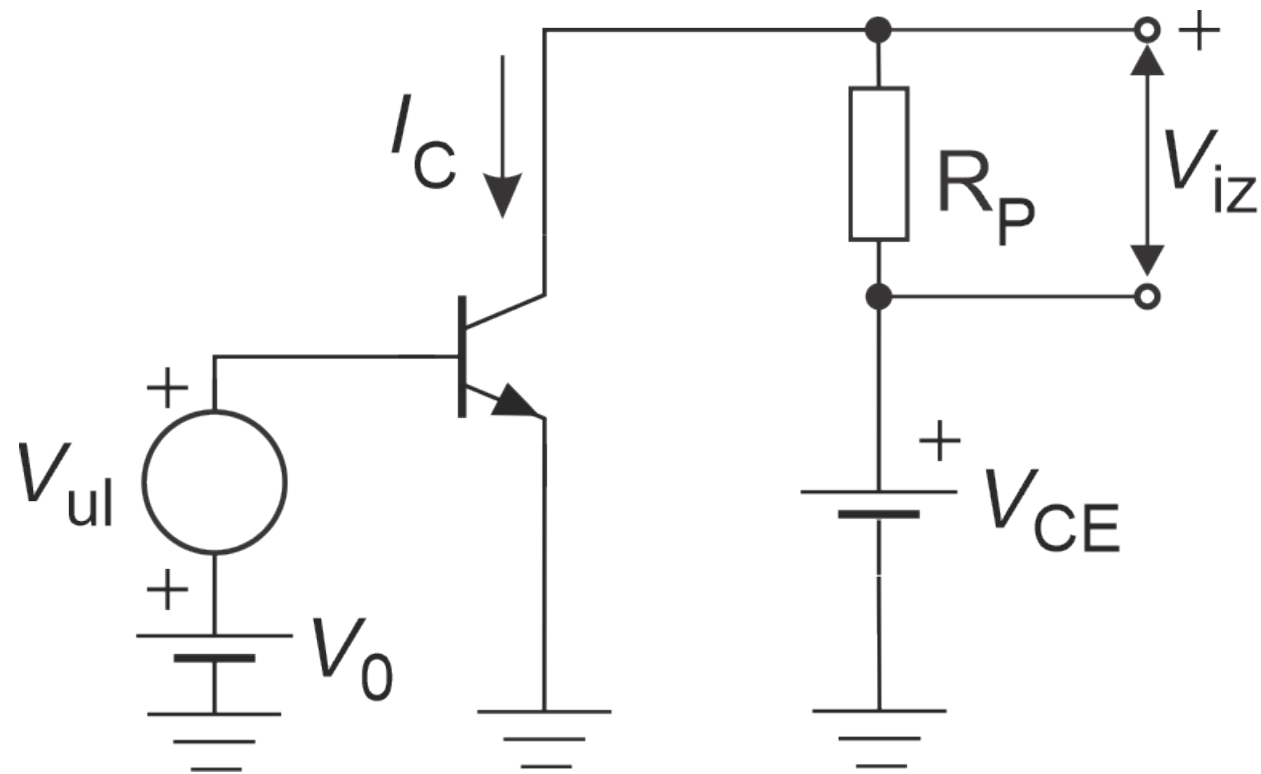 +
I_C
R_P
V_iz
+
V_ul
+
V_CE
+
V_0